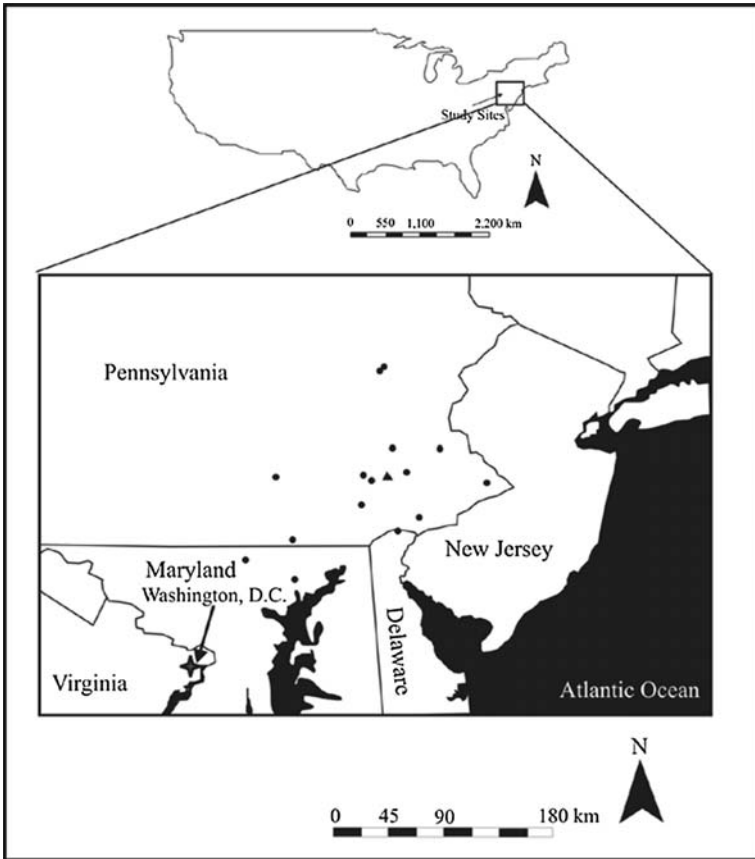 Study Sites
N
0 550 1,100 2,200 km
Pennsylvania
New Jersey
Maryland
Washington, D.C.
Delaware
Virginia
Atlantic Ocean
N
0 45 90 180 km